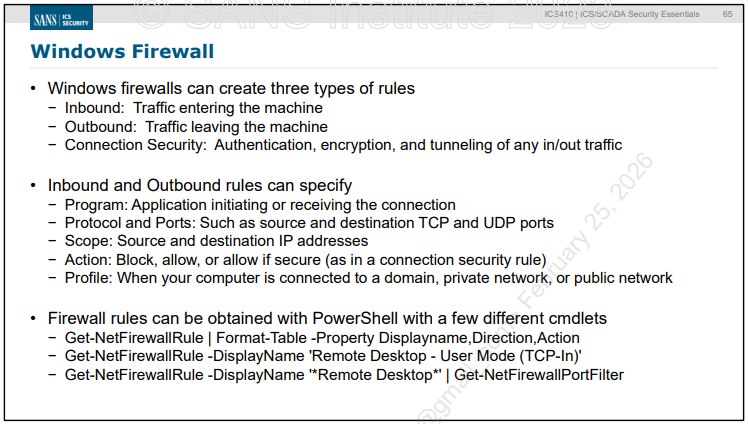 © SANS Institute 2026
SANS ICS SECURITY
ICS410 | ICS/SCADA Security Essentials 65
Windows Firewall
• Windows firewalls can create three types of rules
− Inbound: Traffic entering the machine
− Outbound: Traffic leaving the machine
− Connection Security: Authentication, encryption, and tunneling of any in/out traffic
• Inbound and Outbound rules can specify
− Program: Application initiating or receiving the connection
− Protocol and Ports: Such as source and destination TCP and UDP ports
− Scope: Source and destination IP addresses
− Action: Block, allow, or allow if secure (as in a connection security rule)
− Profile: When your computer is connected to a domain, private network, or public network
• Firewall rules can be obtained with PowerShell with a few different cmdlets
− Get-NetFirewallRule | Format-Table -Property Displayname,Direction,Action
− Get-NetFirewallRule -DisplayName 'Remote Desktop - User Mode (TCP-In)'
− Get-NetFirewallRule -DisplayName '*Remote Desktop*' | Get-NetFirewallPortFilter
February 25, 2026